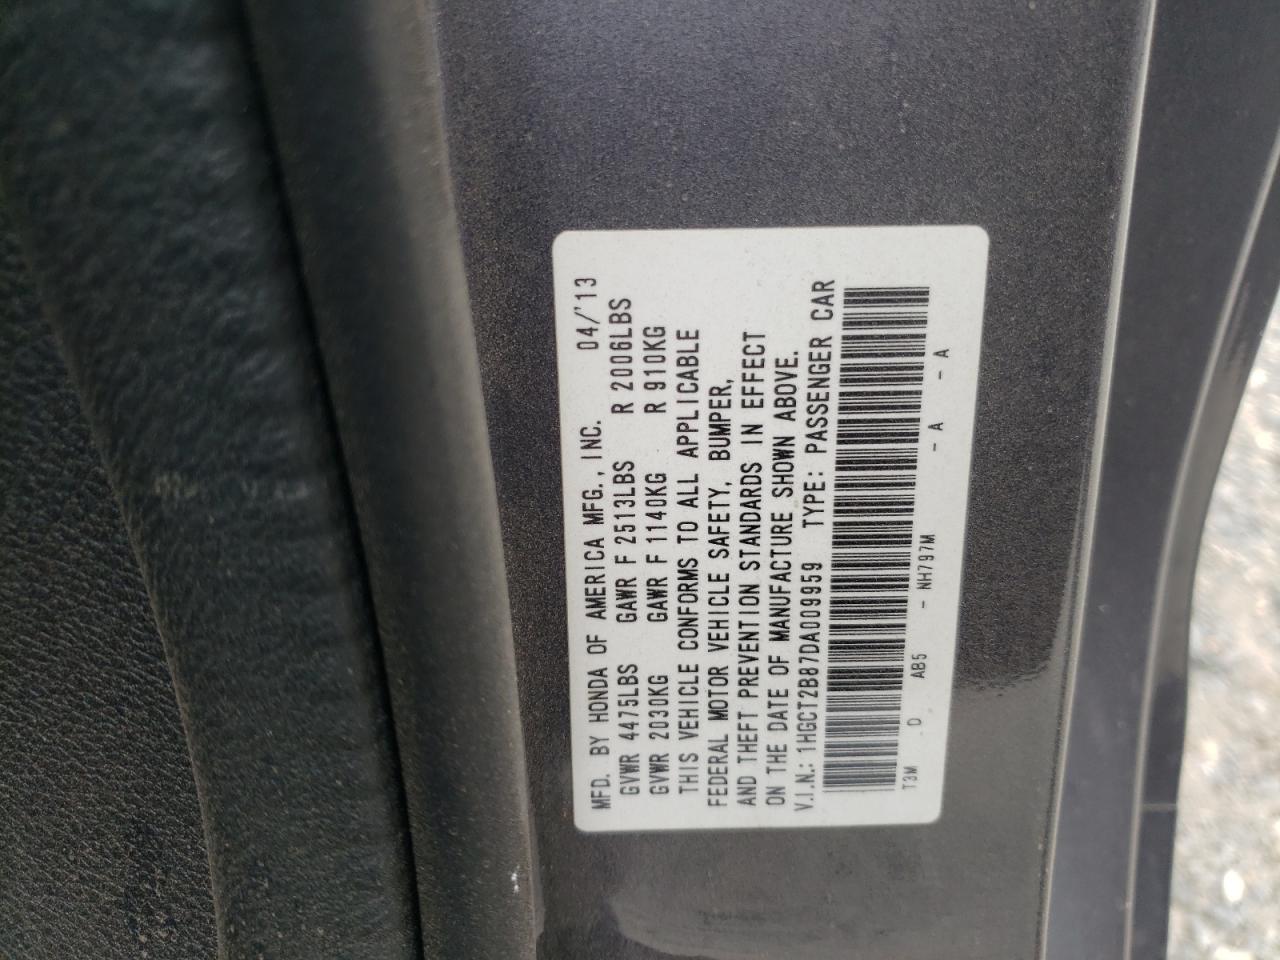 MFD. BY HONDA OF AMERICA MFG., INC. 04/'13
GVWR 4475LBS GAWR F 2513LBS R 2006LBS
GVWR 2030KG GAWR F 1140KG R 910KG
THIS VEHICLE CONFORMS TO ALL APPLICABLE
FEDERAL MOTOR VEHICLE SAFETY, BUMPER,
AND THEFT PREVENTION STANDARDS IN EFFECT
ON THE DATE OF MANUFACTURE SHOWN ABOVE.
V.I.N.: 1HGCT2B87DA009959 TYPE: PASSENGER CAR
T3M D AB5 - NH797M - A - A